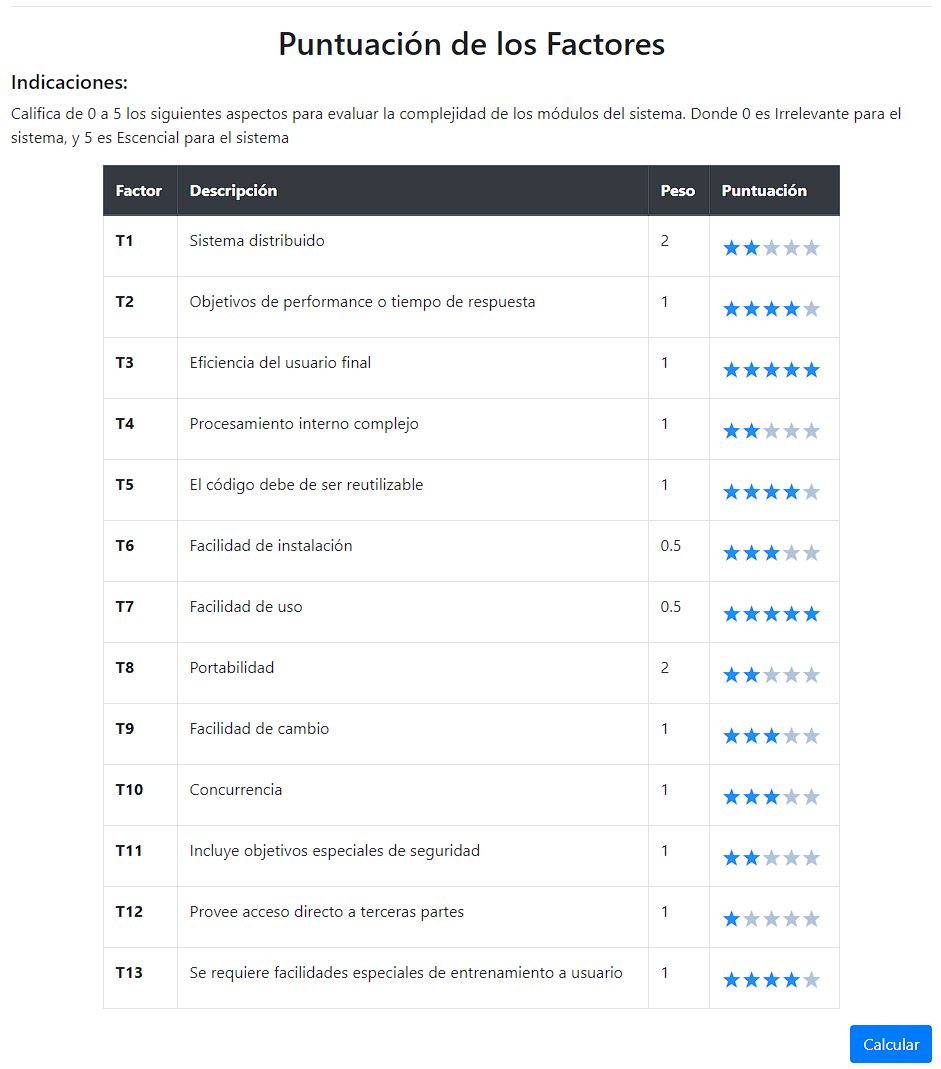 Puntuación de los Factores
Indicaciones:
Califica de 0 a 5 los siguientes aspectos para evaluar la complejidad de los módulos del sistema. Donde 0 es Irrelevante para el
sistema, y 5 es Escencial para el sistema
Factor Descripción Peso Puntuación
T1 Sistema distribuido 2
T2 Objetivos de performance o tiempo de respuesta 1
T3 Eficiencia del usuario final 1
T4 Procesamiento interno complejo 1
T5 El código debe de ser reutilizable 1
T6 Facilidad de instalación 0.5
T7 Facilidad de uso 0.5
T8 Portabilidad 2
T9 Facilidad de cambio 1
T10 Concurrencia 1
T11 Incluye objetivos especiales de seguridad 1
T12 Provee acceso directo a terceras partes 1
T13 Se requiere facilidades especiales de entrenamiento a usuario 1
Calcular